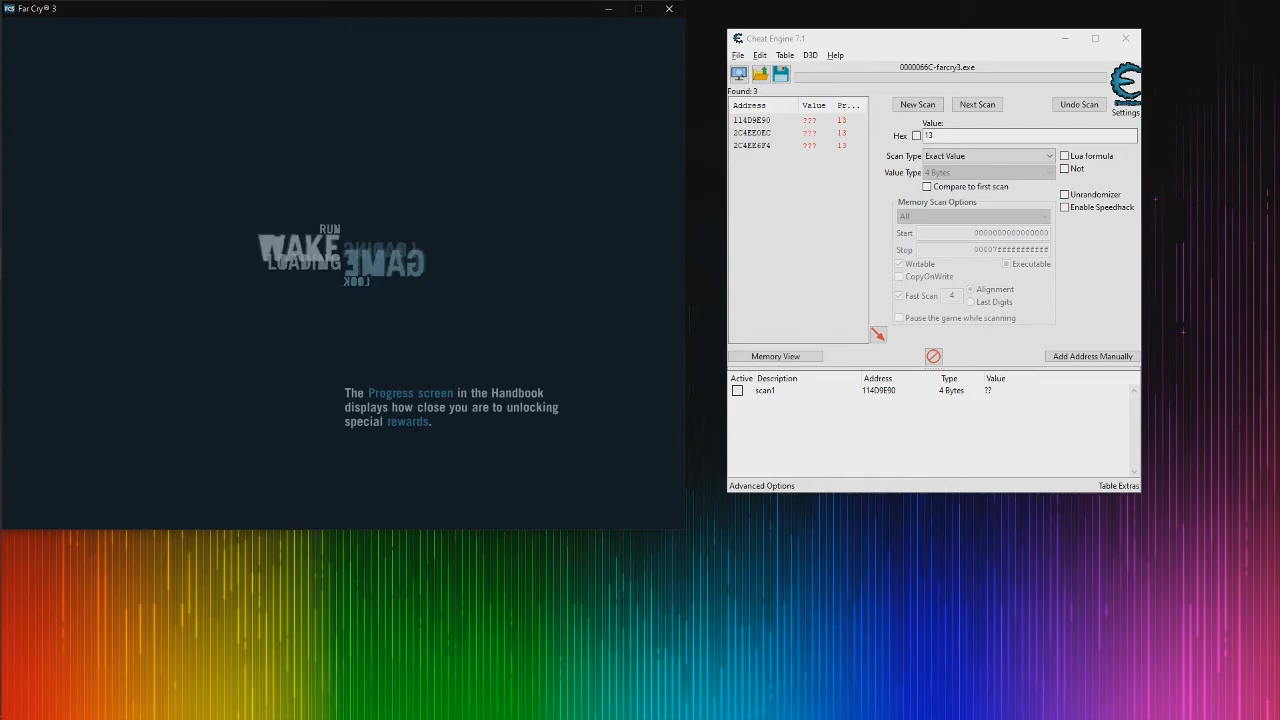 Far Cry® 3
RUN
WAKE
LOADING
LOADING
GAME
LOOK
The Progress screen in the Handbook
displays how close you are to unlocking
special rewards.
Cheat Engine 7.1
File Edit Table D3D Help
0000066C-farcry3.exe
Found: 3
Address Value Pr...
114D9E90 ??? 13
2C4EE0EC ??? 13
2C4EE6F4 ??? 13
New Scan Next Scan Undo Scan
Settings
Value:
Hex 13
Scan Type Exact Value
Lua formula
Value Type 4 Bytes
Not
Compare to first scan
Unrandomizer
Enable Speedhack
Memory Scan Options
All
Start 00000000000000
Stop 00007fffffffffff
Writable Executable
CopyOnWrite
Fast Scan 4 Alignment
Last Digits
Pause the game while scanning
Memory View Add Address Manually
Active Description Address Type Value
scan1 114D9E90 4 Bytes ??
Advanced Options Table Extras